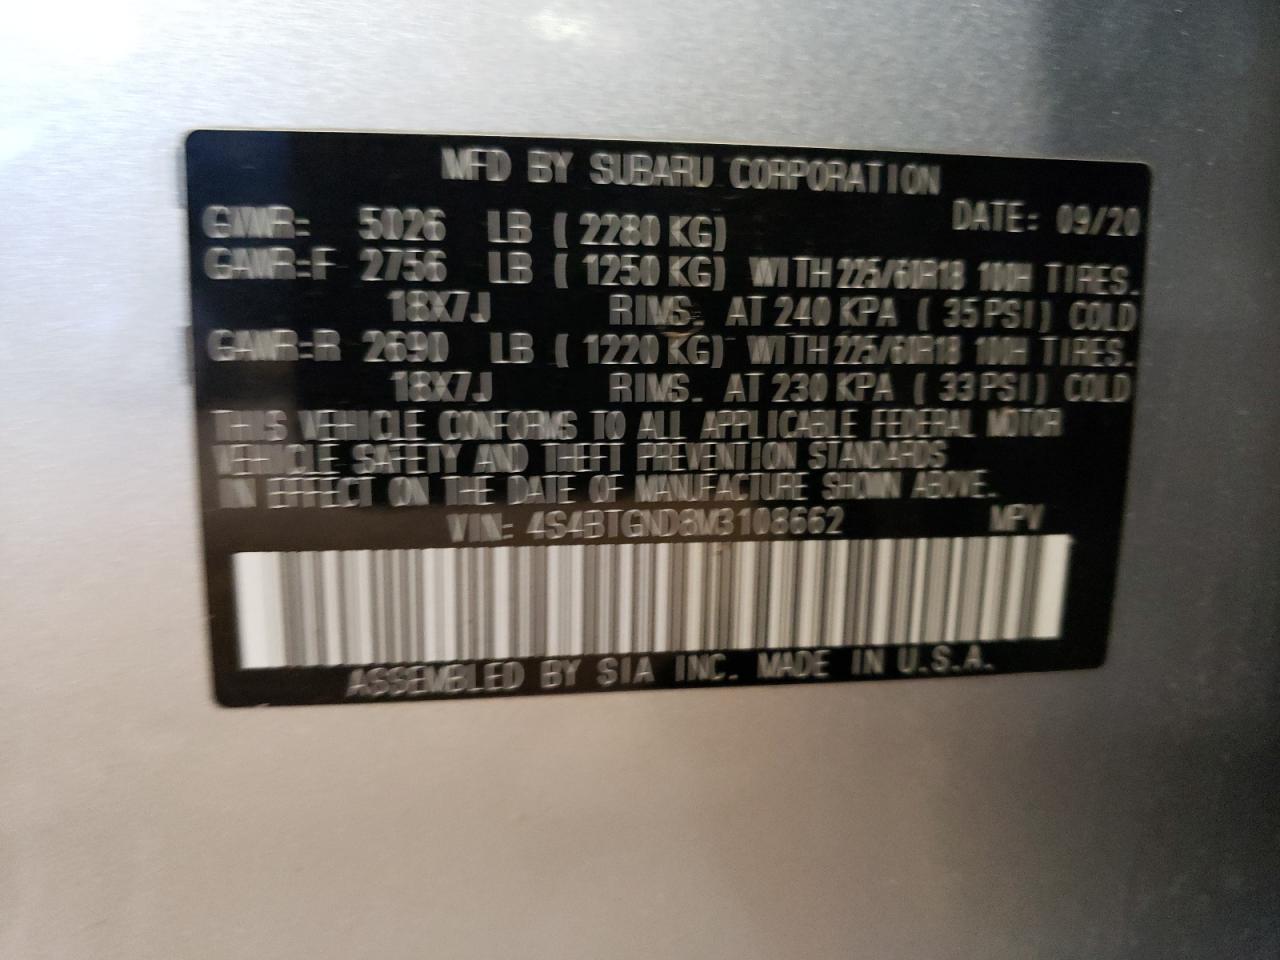 MFD BY SUBARU CORPORATION
DATE: 09/20
GVWR: 5026 LB (2280 KG)
GAWR:F 2756 LB (1250 KG) WITH 225/60R18 100H TIRES.
18X7J RIMS. AT 240 KPA (35PSI) COLD
GAWR:R 2690 LB (1220 KG) WITH 225/60R18 100H TIRES.
18X7J RIMS. AT 230 KPA (33PSI) COLD
THIS VEHICLE CONFORMS TO ALL APPLICABLE FEDERAL MOTOR
VEHICLE SAFETY AND THEFT PREVENTION STANDARDS
IN EFFECT ON THE DATE OF MANUFACTURE SHOWN ABOVE.
VIN: 4S4BTGND8M3108662 MPV
ASSEMBLED BY SIA INC. MADE IN U.S.A.